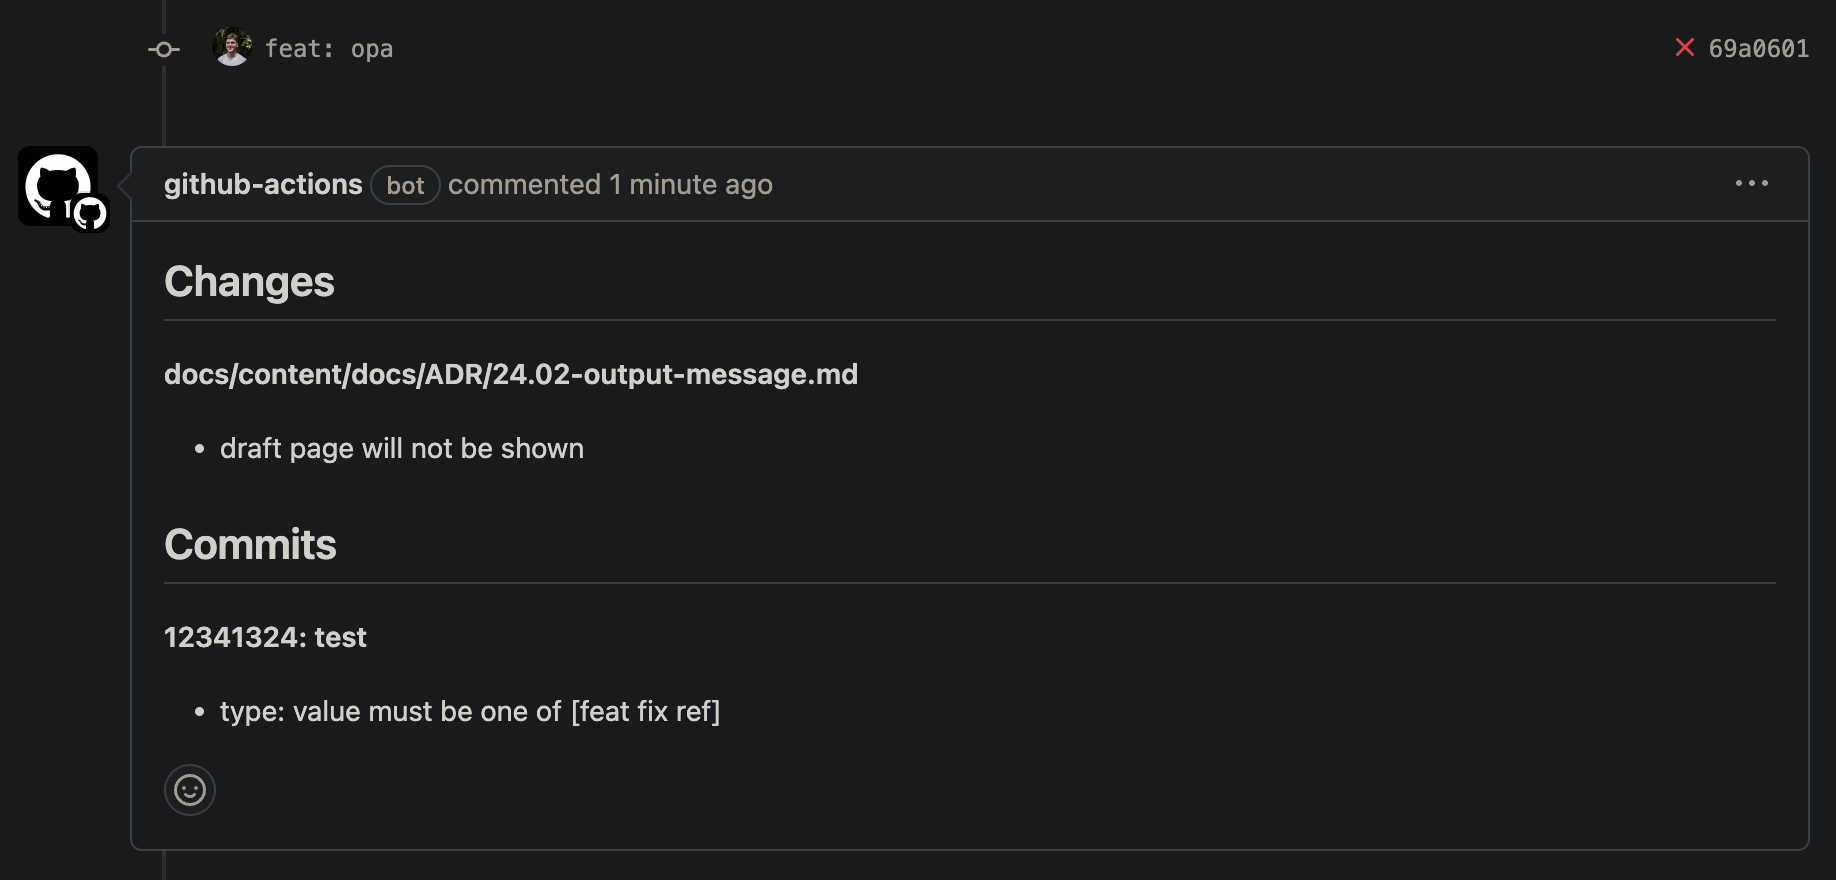 feat: opa
69a0601
github-actions bot commented 1 minute ago
Changes
docs/content/docs/ADR/24.02-output-message.md
• draft page will not be shown
Commits
12341324: test
• type: value must be one of [feat fix ref]